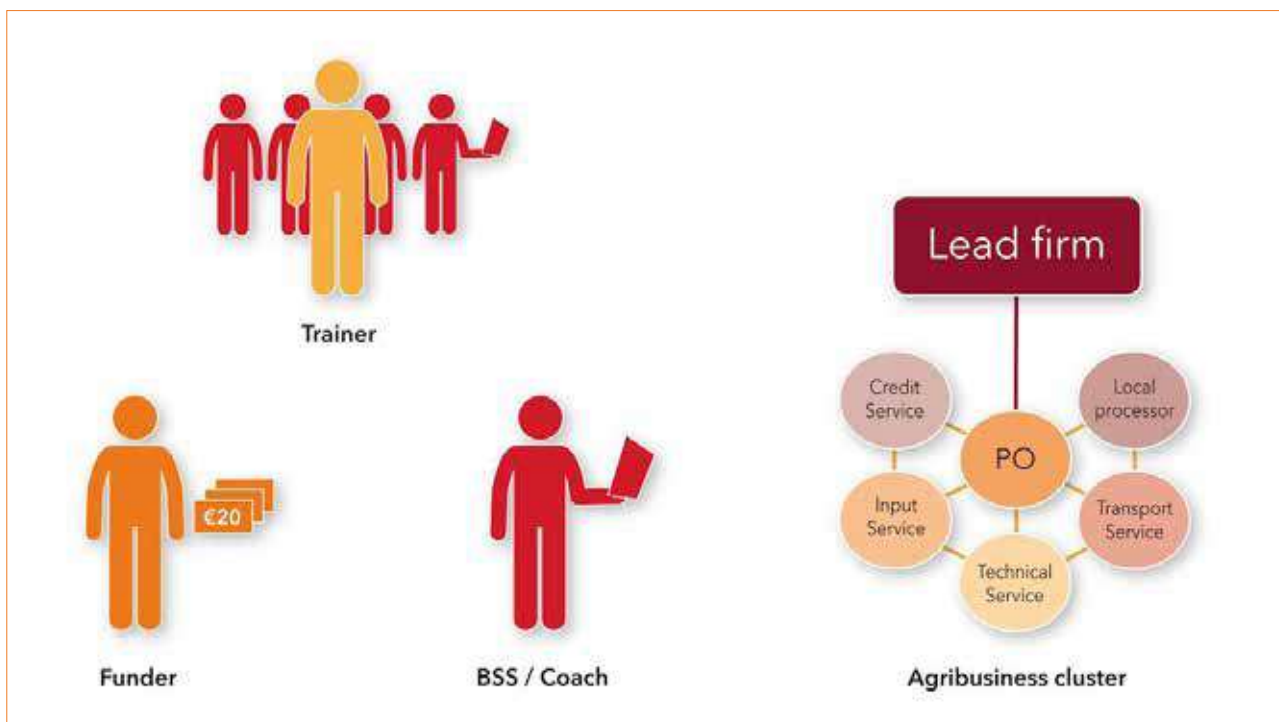 Trainer
€20
Funder
BSS / Coach
Lead firm
Credit
Service
Local
processor
PO
Input
Service
Transport
Service
Technical
Service
Agribusiness cluster